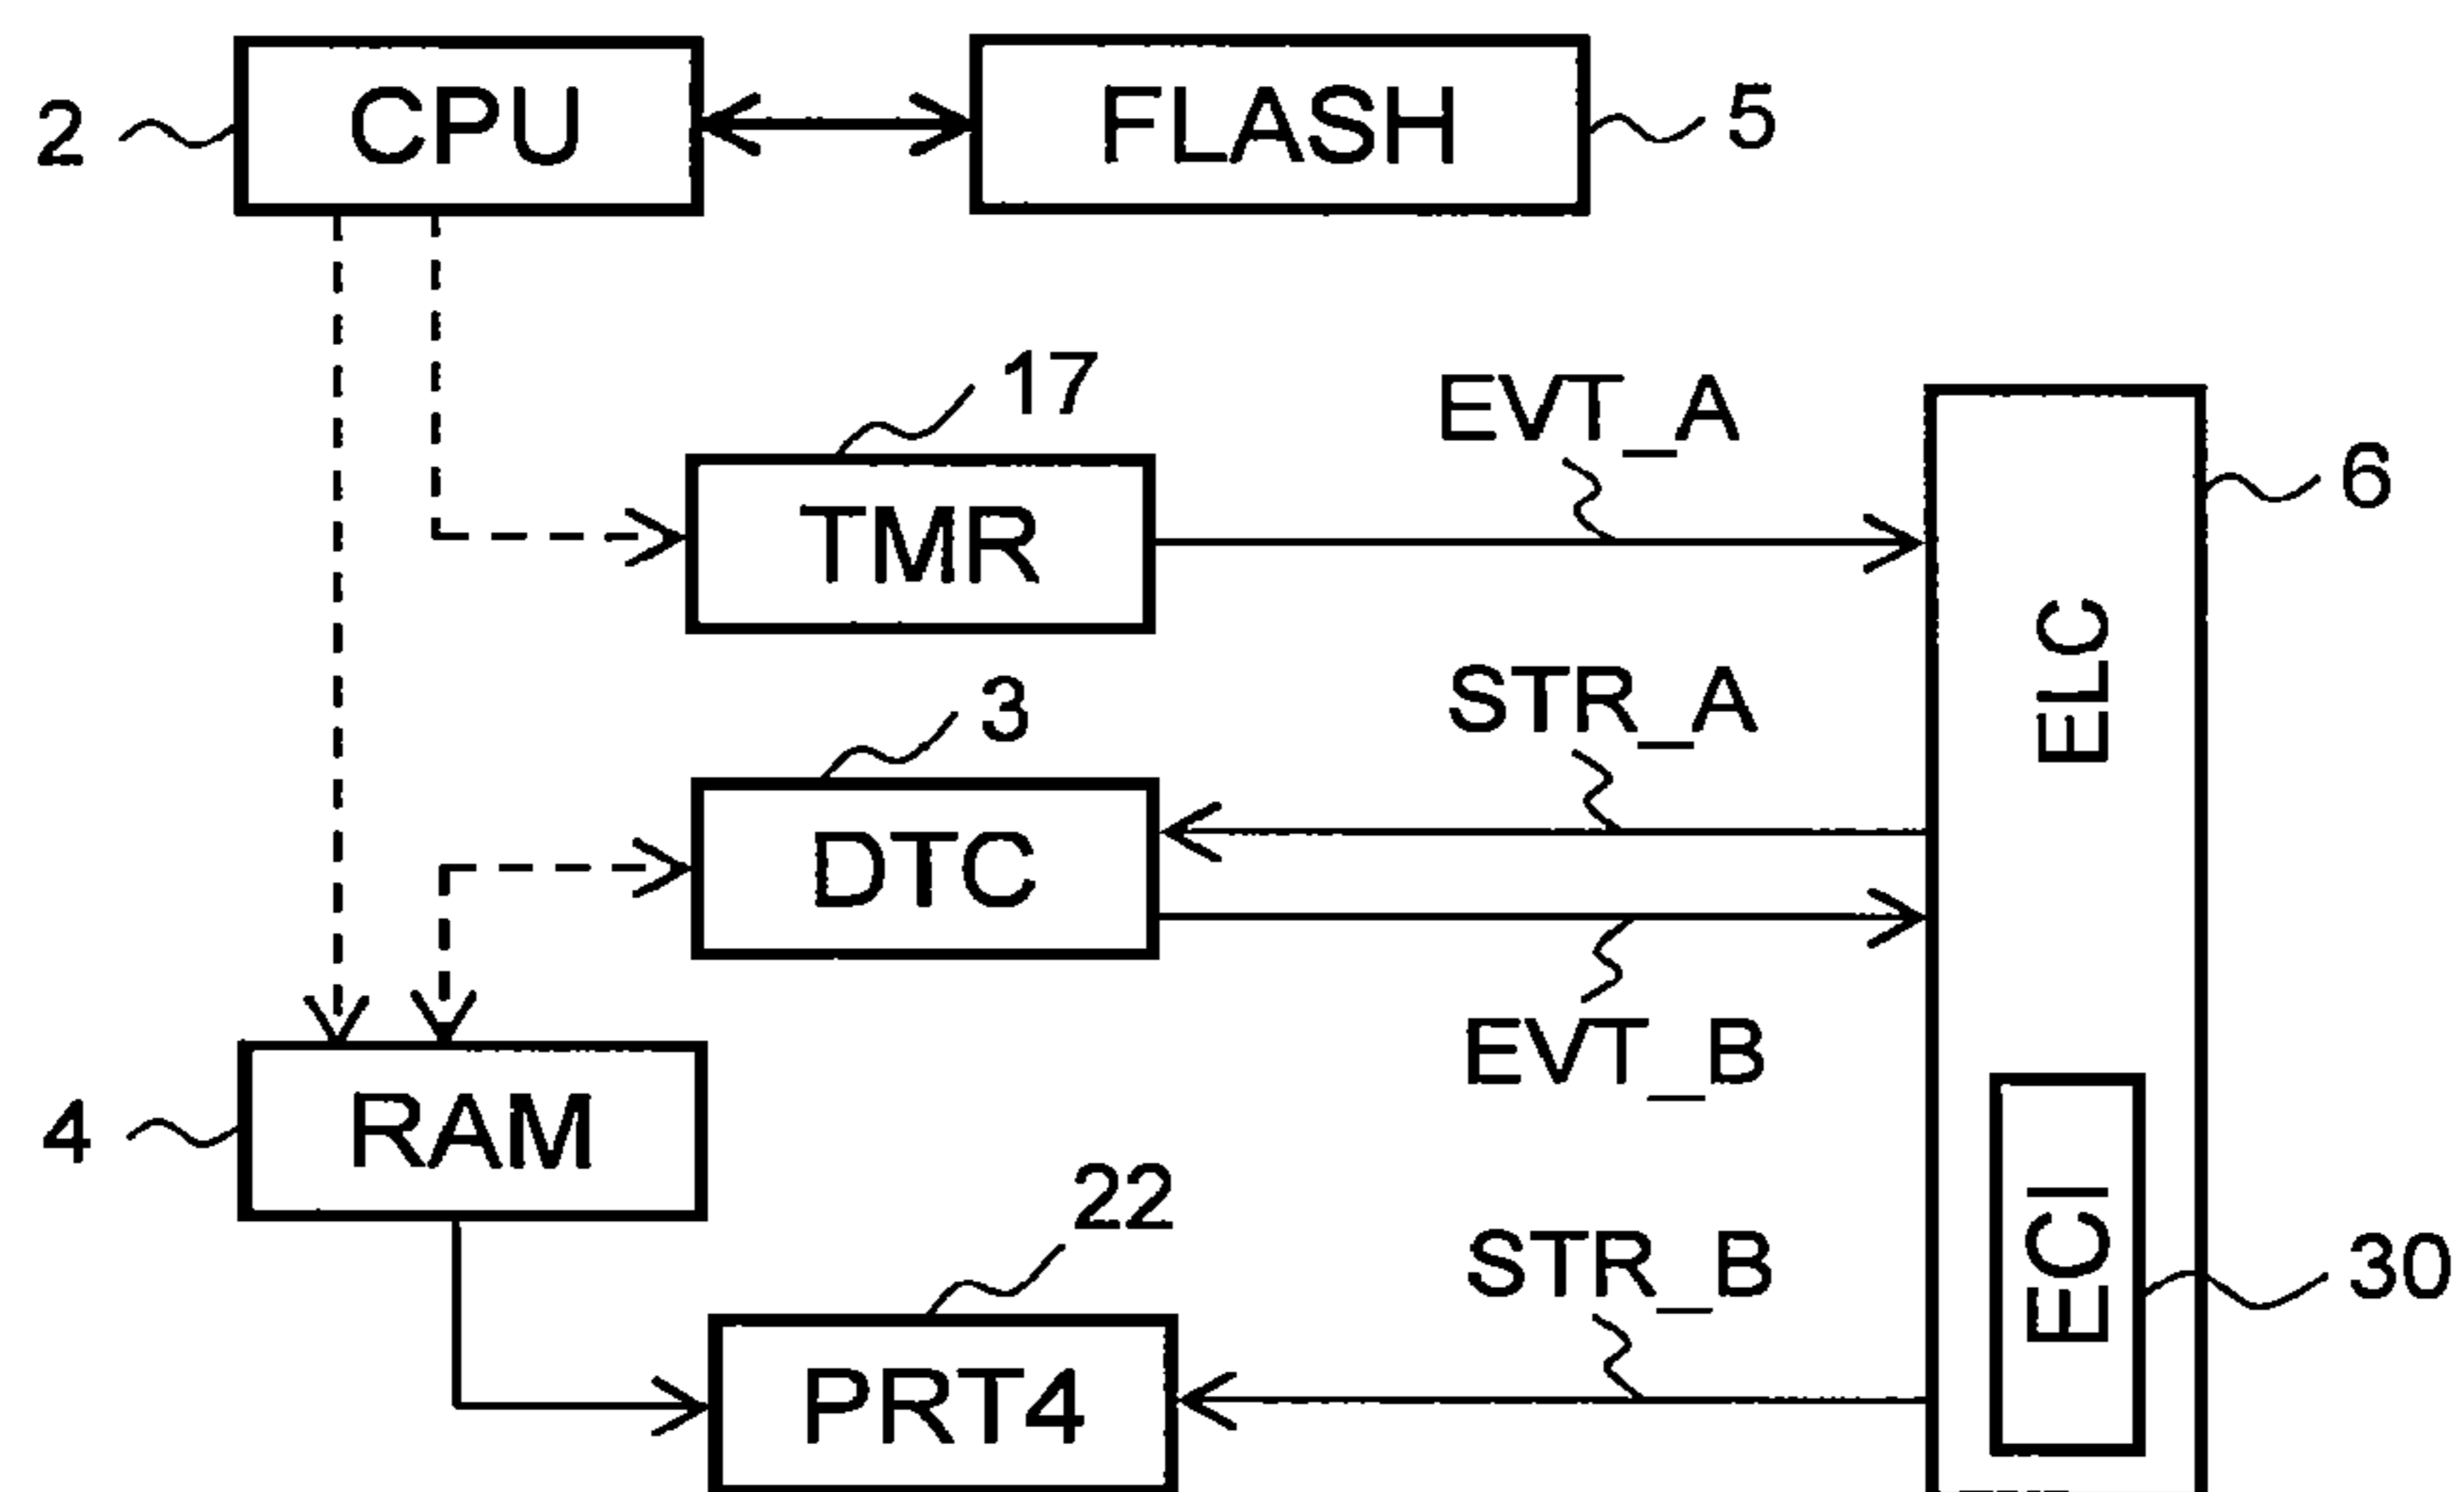 2
CPU
FLASH
5
17
TMR
EVT_A
6
ELC
STR_A
3
DTC
EVT_B
4
RAM
22
PRT4
STR_B
ECI
30